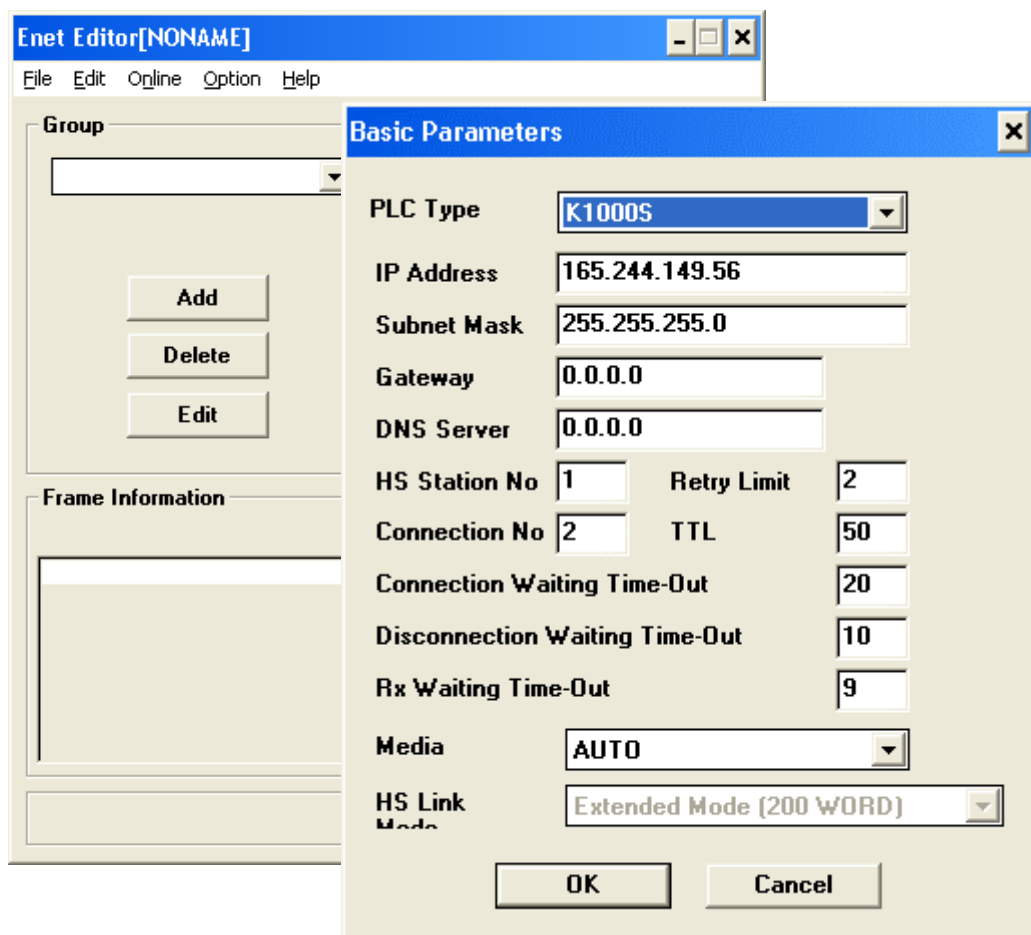 Enet Editor[NONAME]
File Edit Online Option Help
Group
Add
Delete
Edit
Frame Information
Basic Parameters
PLC Type K1000S
IP Address 165.244.149.56
Subnet Mask 255.255.255.0
Gateway 0.0.0.0
DNS Server 0.0.0.0
HS Station No 1 Retry Limit 2
Connection No 2 TTL 50
Connection Waiting Time-Out 20
Disconnection Waiting Time-Out 10
Rx Waiting Time-Out 9
Media AUTO
HS Link Extended Mode (200 WORD)
Mode
OK Cancel